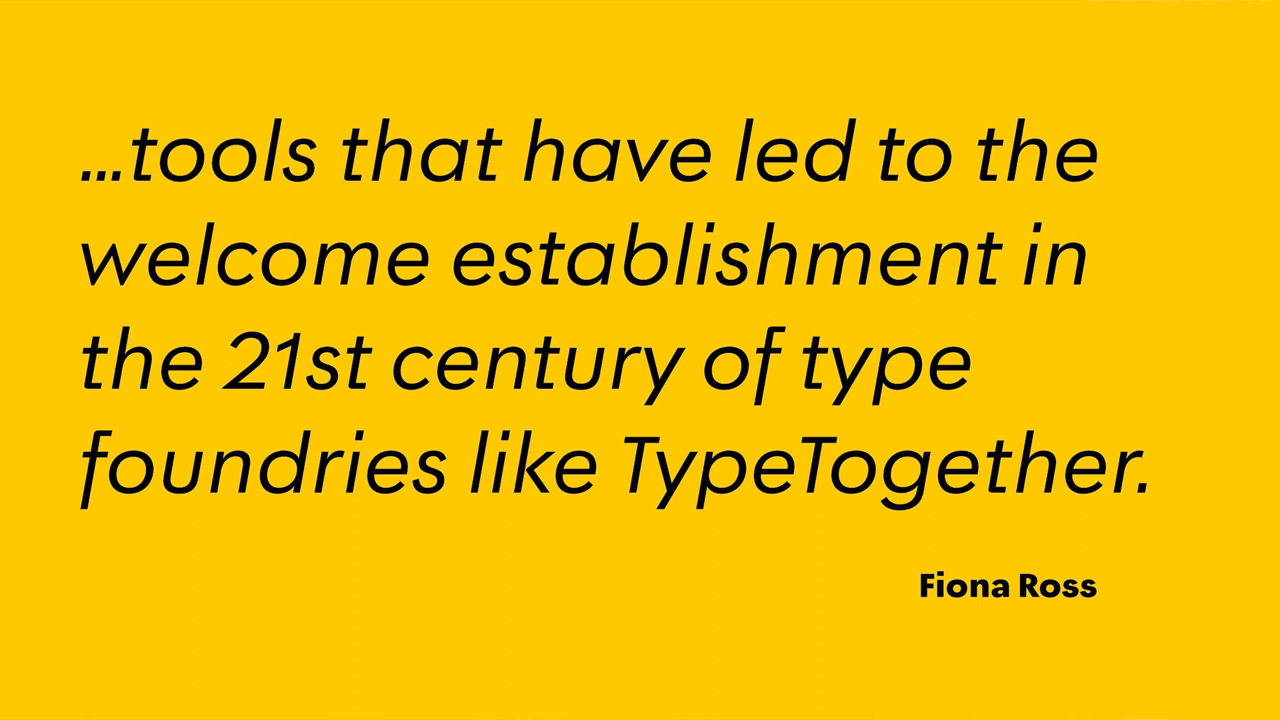 …tools that have led to the
welcome establishment in
the 21st century of type
foundries like TypeTogether.
Fiona Ross